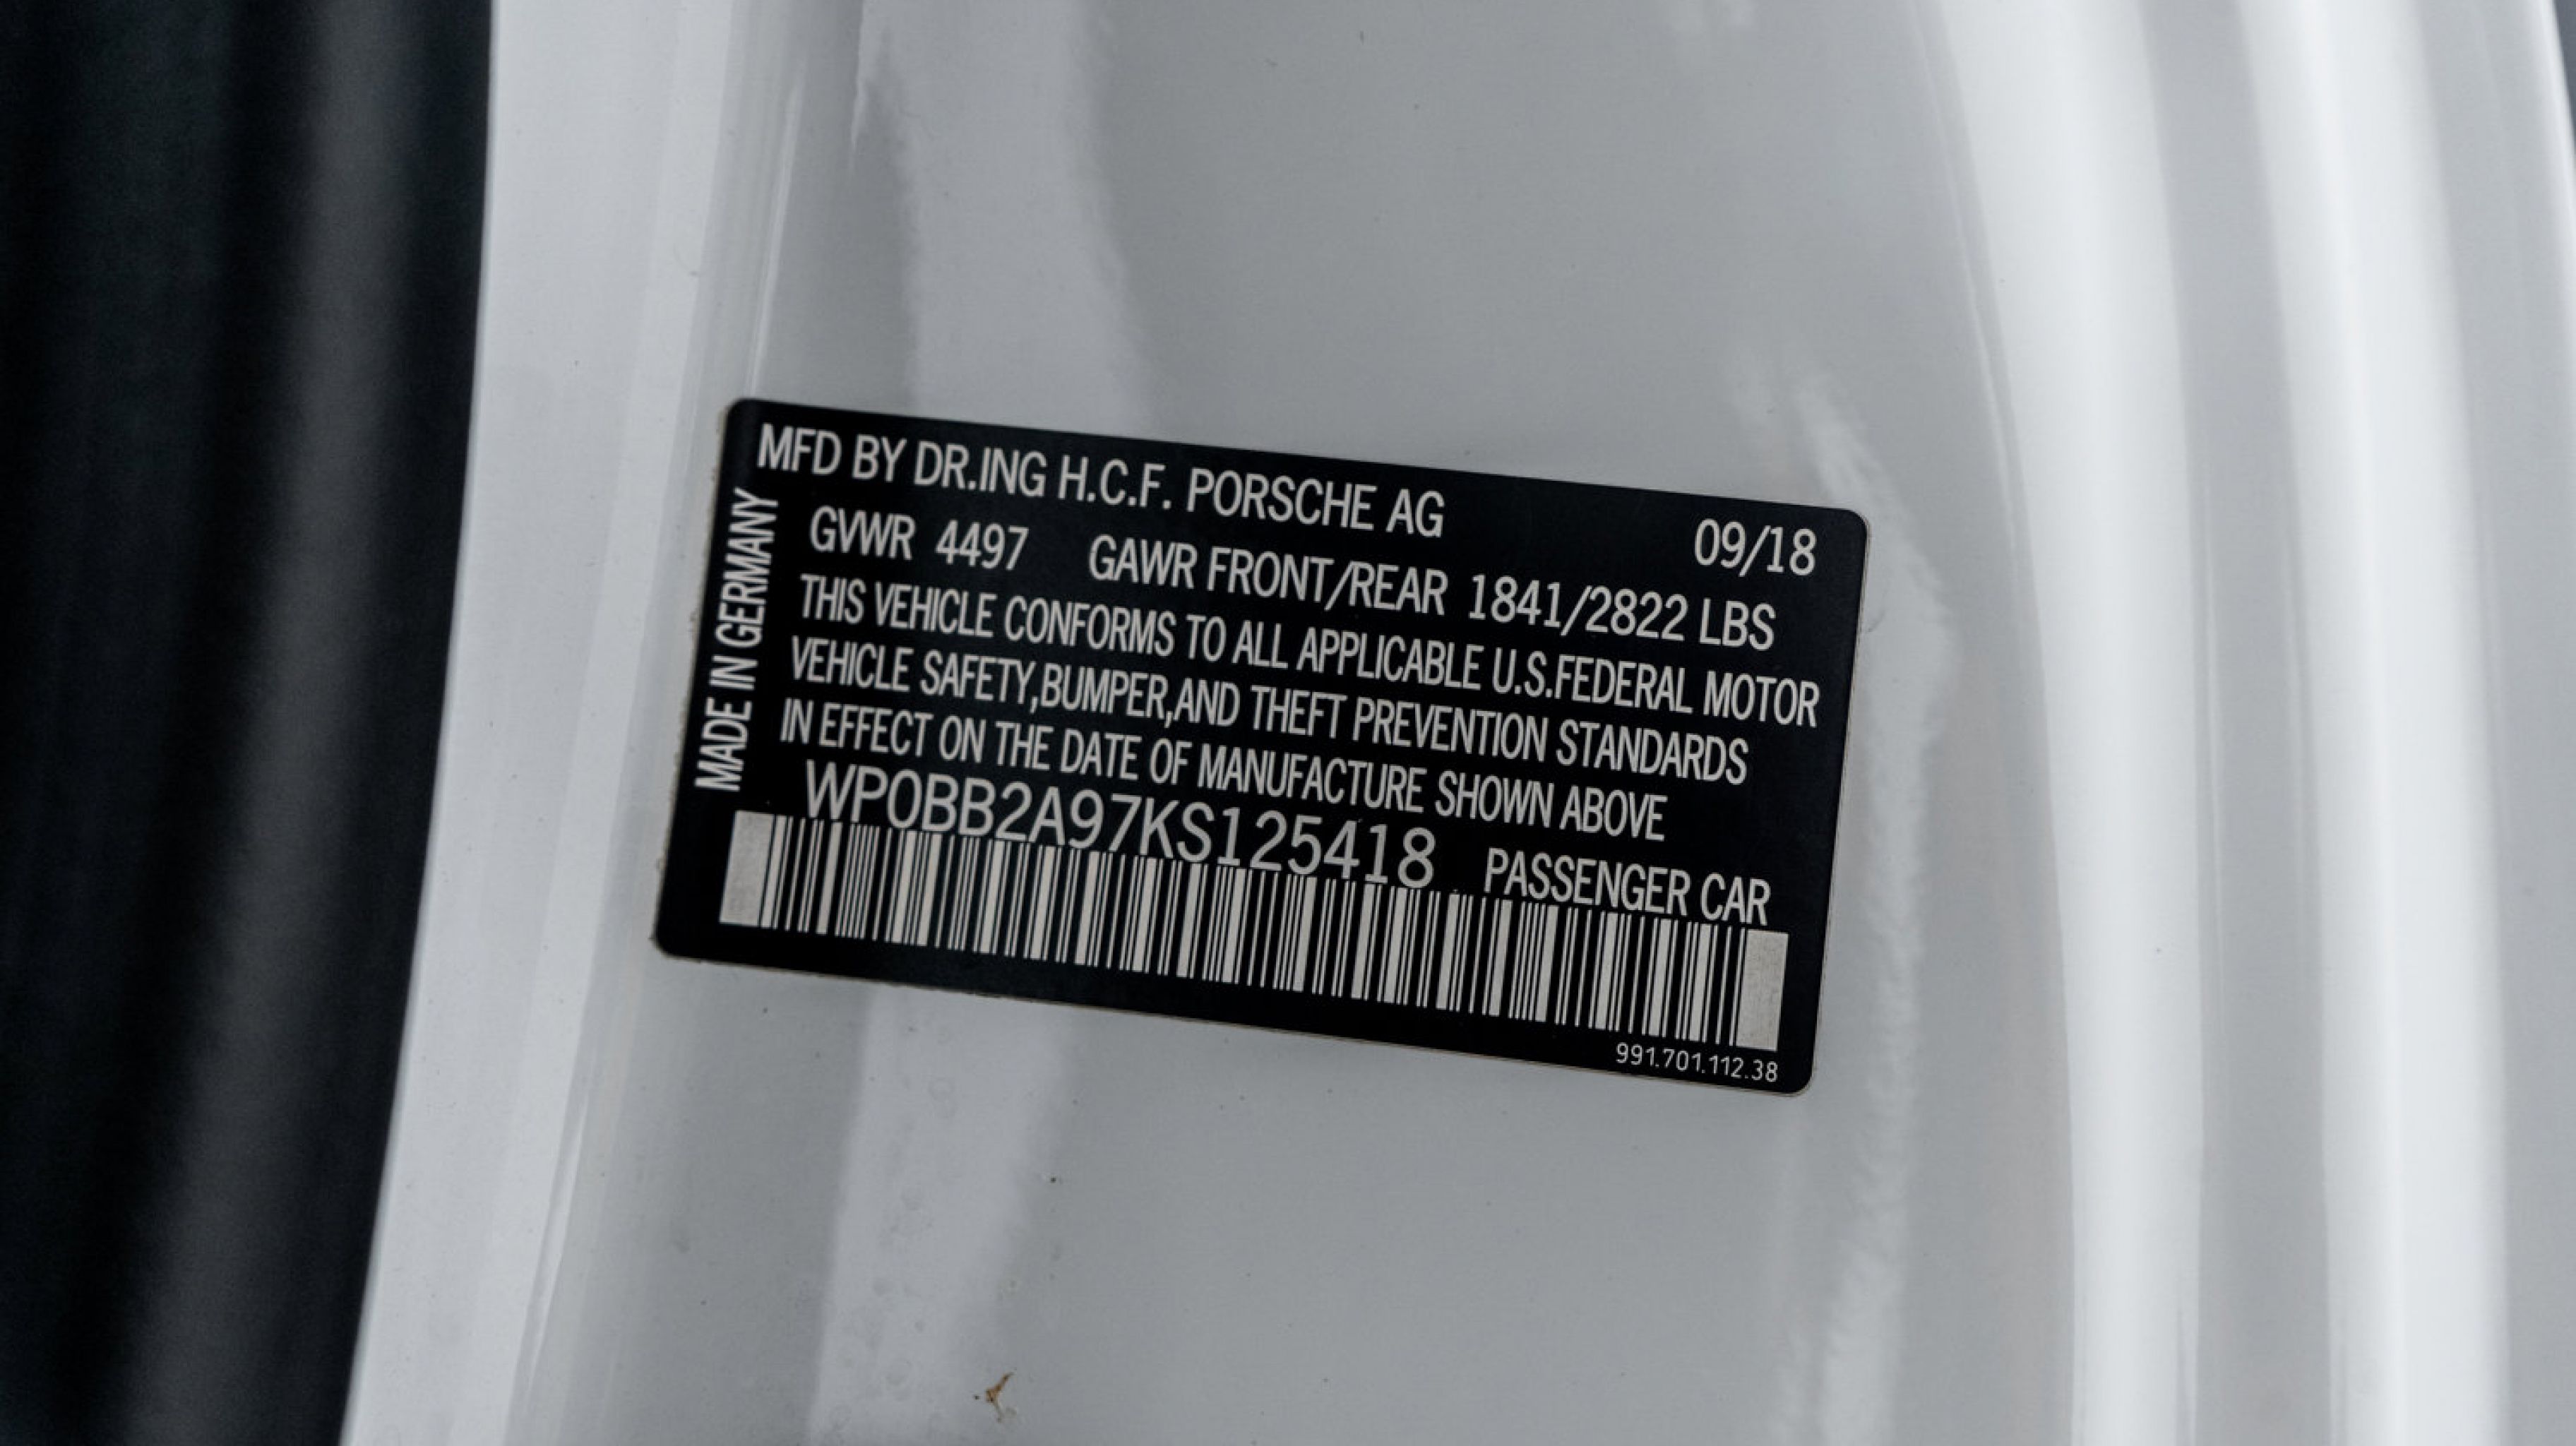 MFD BY DR.ING H.C.F. PORSCHE AG
09/18
GVWR 4497 GAWR FRONT/REAR 1841/2822 LBS
THIS VEHICLE CONFORMS TO ALL APPLICABLE U.S.FEDERAL MOTOR
VEHICLE SAFETY,BUMPER,AND THEFT PREVENTION STANDARDS
IN EFFECT ON THE DATE OF MANUFACTURE SHOWN ABOVE
WP0BB2A97KS125418 PASSENGER CAR
991.701.112.38
MADE IN GERMANY